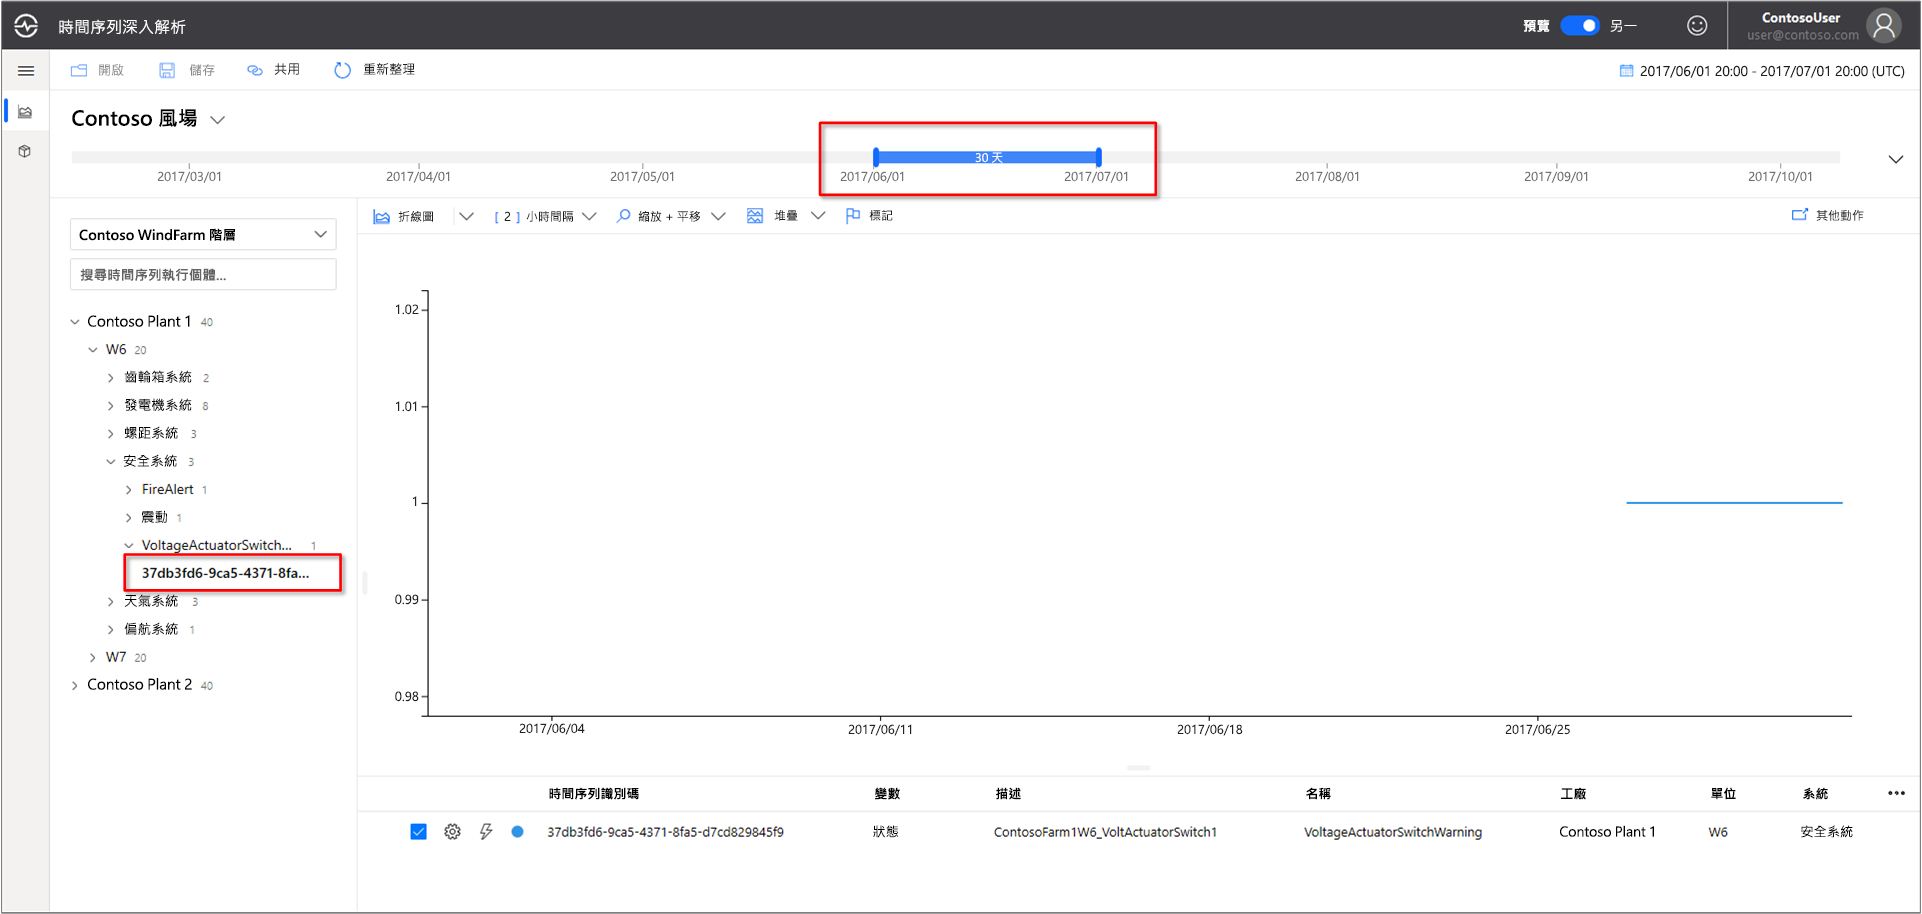 時間序列深入解析
預覽 另一
ContosoUser
user@contoso.com
開啟 儲存 共用 重新整理
2017/06/01 20:00 - 2017/07/01 20:00 (UTC)
Contoso 風場
30 天
2017/03/01 2017/04/01 2017/05/01 2017/06/01 2017/07/01 2017/08/01 2017/09/01 2017/10/01
折線圖 [ 2 ] 小時間隔 縮放 + 平移 堆疊 標記 其他動作
Contoso WindFarm 階層
搜尋時間序列執行個體...
Contoso Plant 1 40
W6 20
齒輪箱系統 2
發電機系統 8
螺距系統 3
安全系統 3
FireAlert 1
震動 1
VoltageActuatorSwitch... 1
37db3fd6-9ca5-4371-8fa...
天氣系統 3
偏航系統 1
W7 20
Contoso Plant 2 40
1.02
1.01
1
0.99
0.98
2017/06/04 2017/06/11 2017/06/18 2017/06/25
時間序列識別碼 變數 描述 名稱 工廠 單位 系統
37db3fd6-9ca5-4371-8fa5-d7cd829845f9 狀態 ContosoFarm1W6_VoltActuatorSwitch1 VoltageActuatorSwitchWarning Contoso Plant 1 W6 安全系統